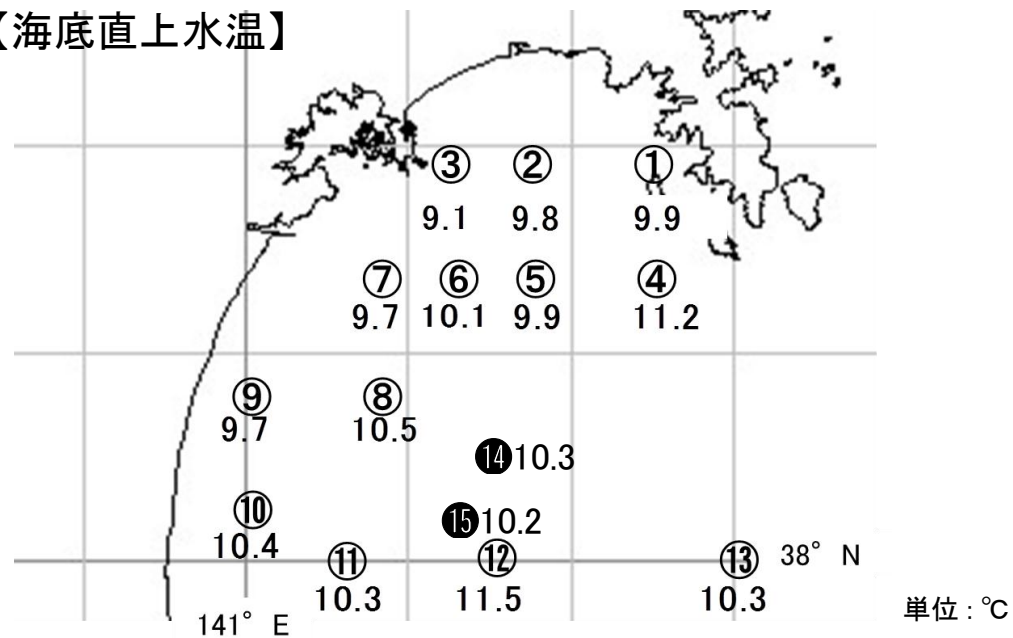 【海底直上水温】
③ ② ①
9.1 9.8 9.9
⑦ ⑥ ⑤ ④
9.7 10.1 9.9 11.2
⑨ ⑧
9.7 10.5
⓮10.3
⑩ ⓯10.2
10.4
⑪ ⑫ ⑬ 38° N
10.3 11.5 10.3
単位：℃
141° E